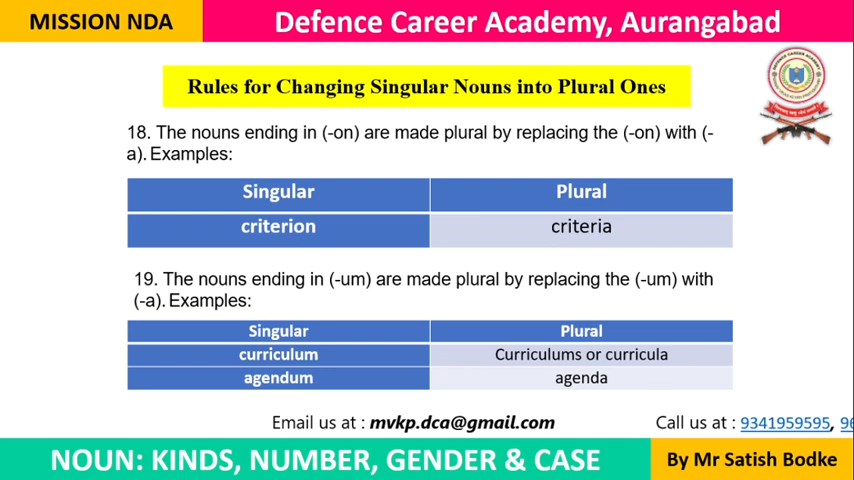 MISSION NDA
Defence Career Academy, Aurangabad
Rules for Changing Singular Nouns into Plural Ones
18. The nouns ending in (-on) are made plural by replacing the (-on) with (-
a). Examples:
Singular Plural
criterion criteria
19. The nouns ending in (-um) are made plural by replacing the (-um) with
(-a). Examples:
Singular Plural
curriculum Curriculums or curricula
agendum agenda
Email us at : mvkp.dca@gmail.com Call us at : 9341959595, 96
NOUN: KINDS, NUMBER, GENDER & CASE
By Mr Satish Bodke